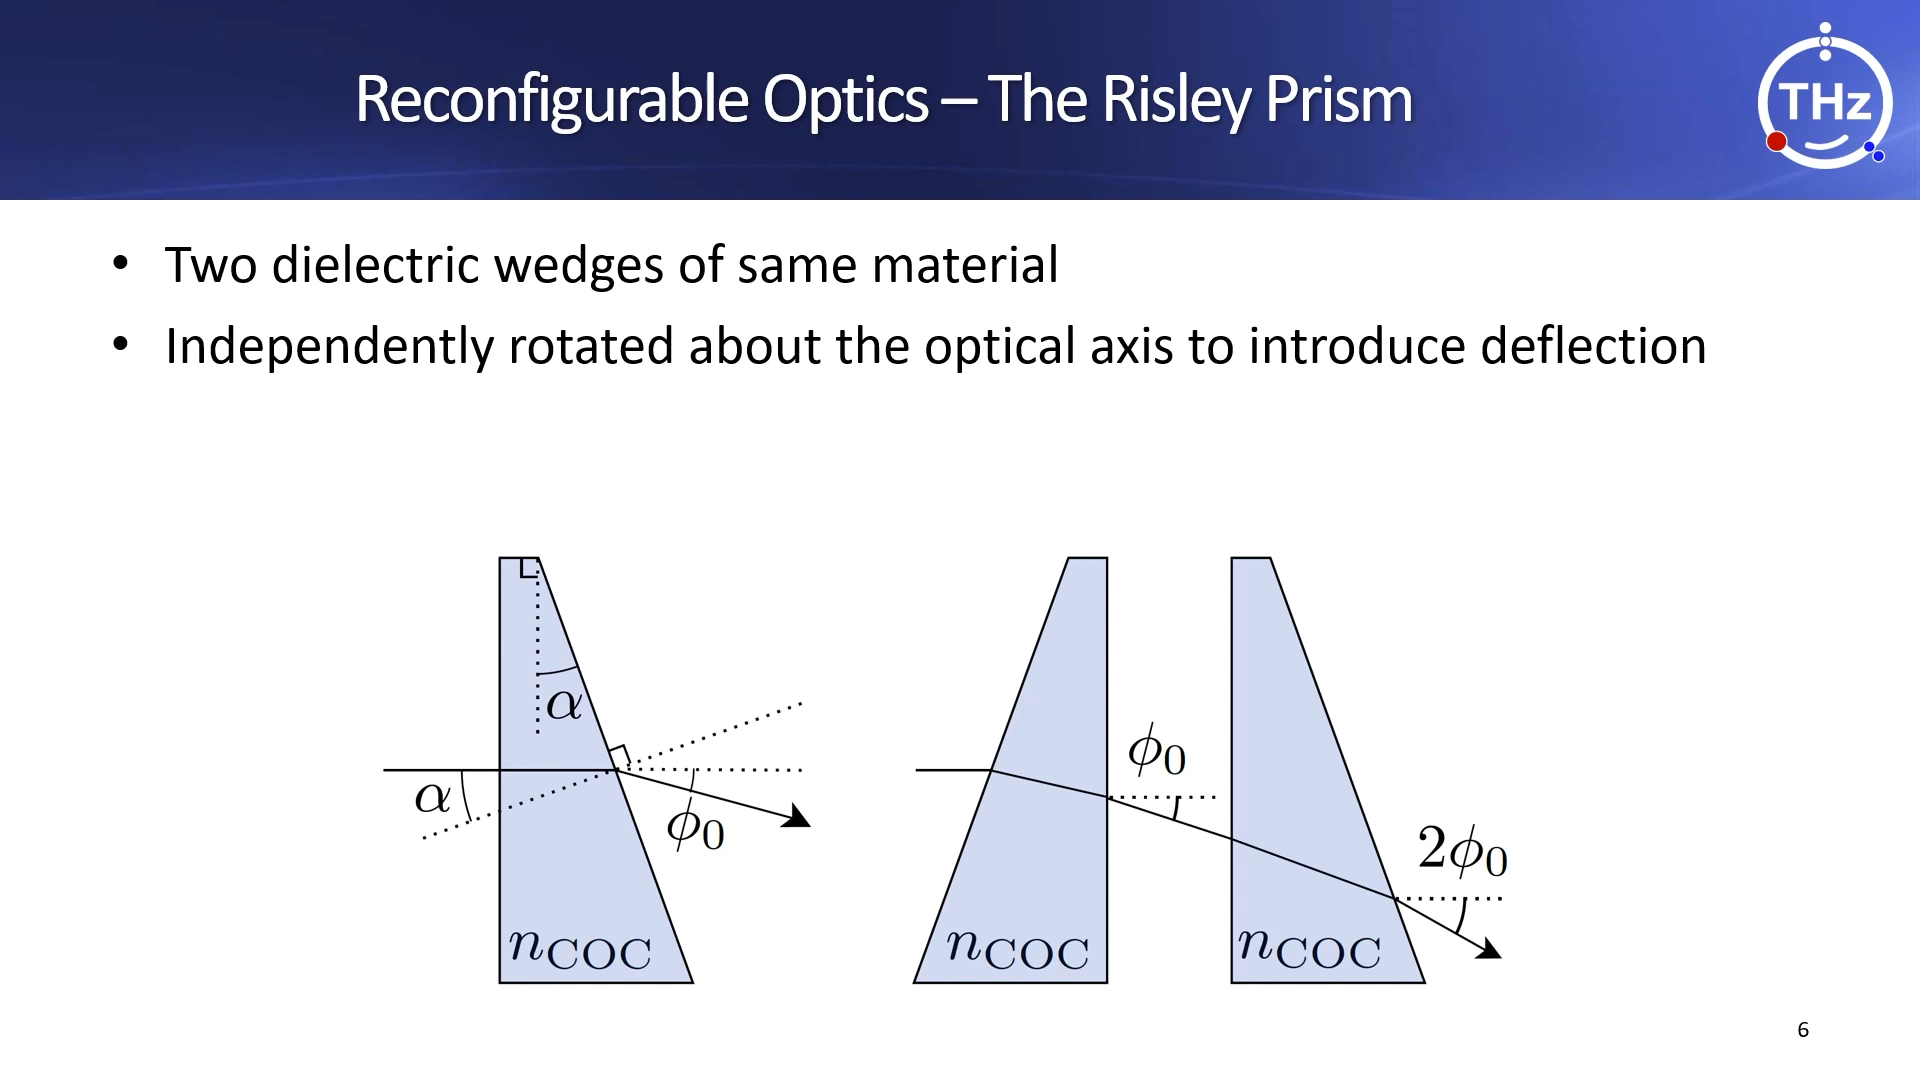 Reconfigurable Optics – The Risley Prism
THz
• Two dielectric wedges of same material
• Independently rotated about the optical axis to introduce deflection
α
α
ϕ₀
n_COC
ϕ₀
2ϕ₀
n_COC
n_COC
6